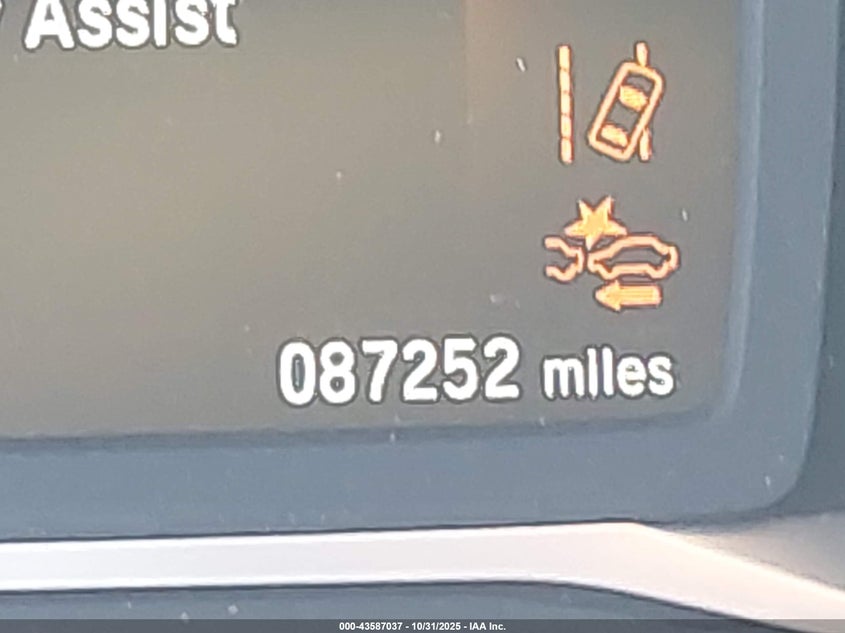 Assist
087252 miles
000-43587037 - 10/31/2025 - IAA Inc.